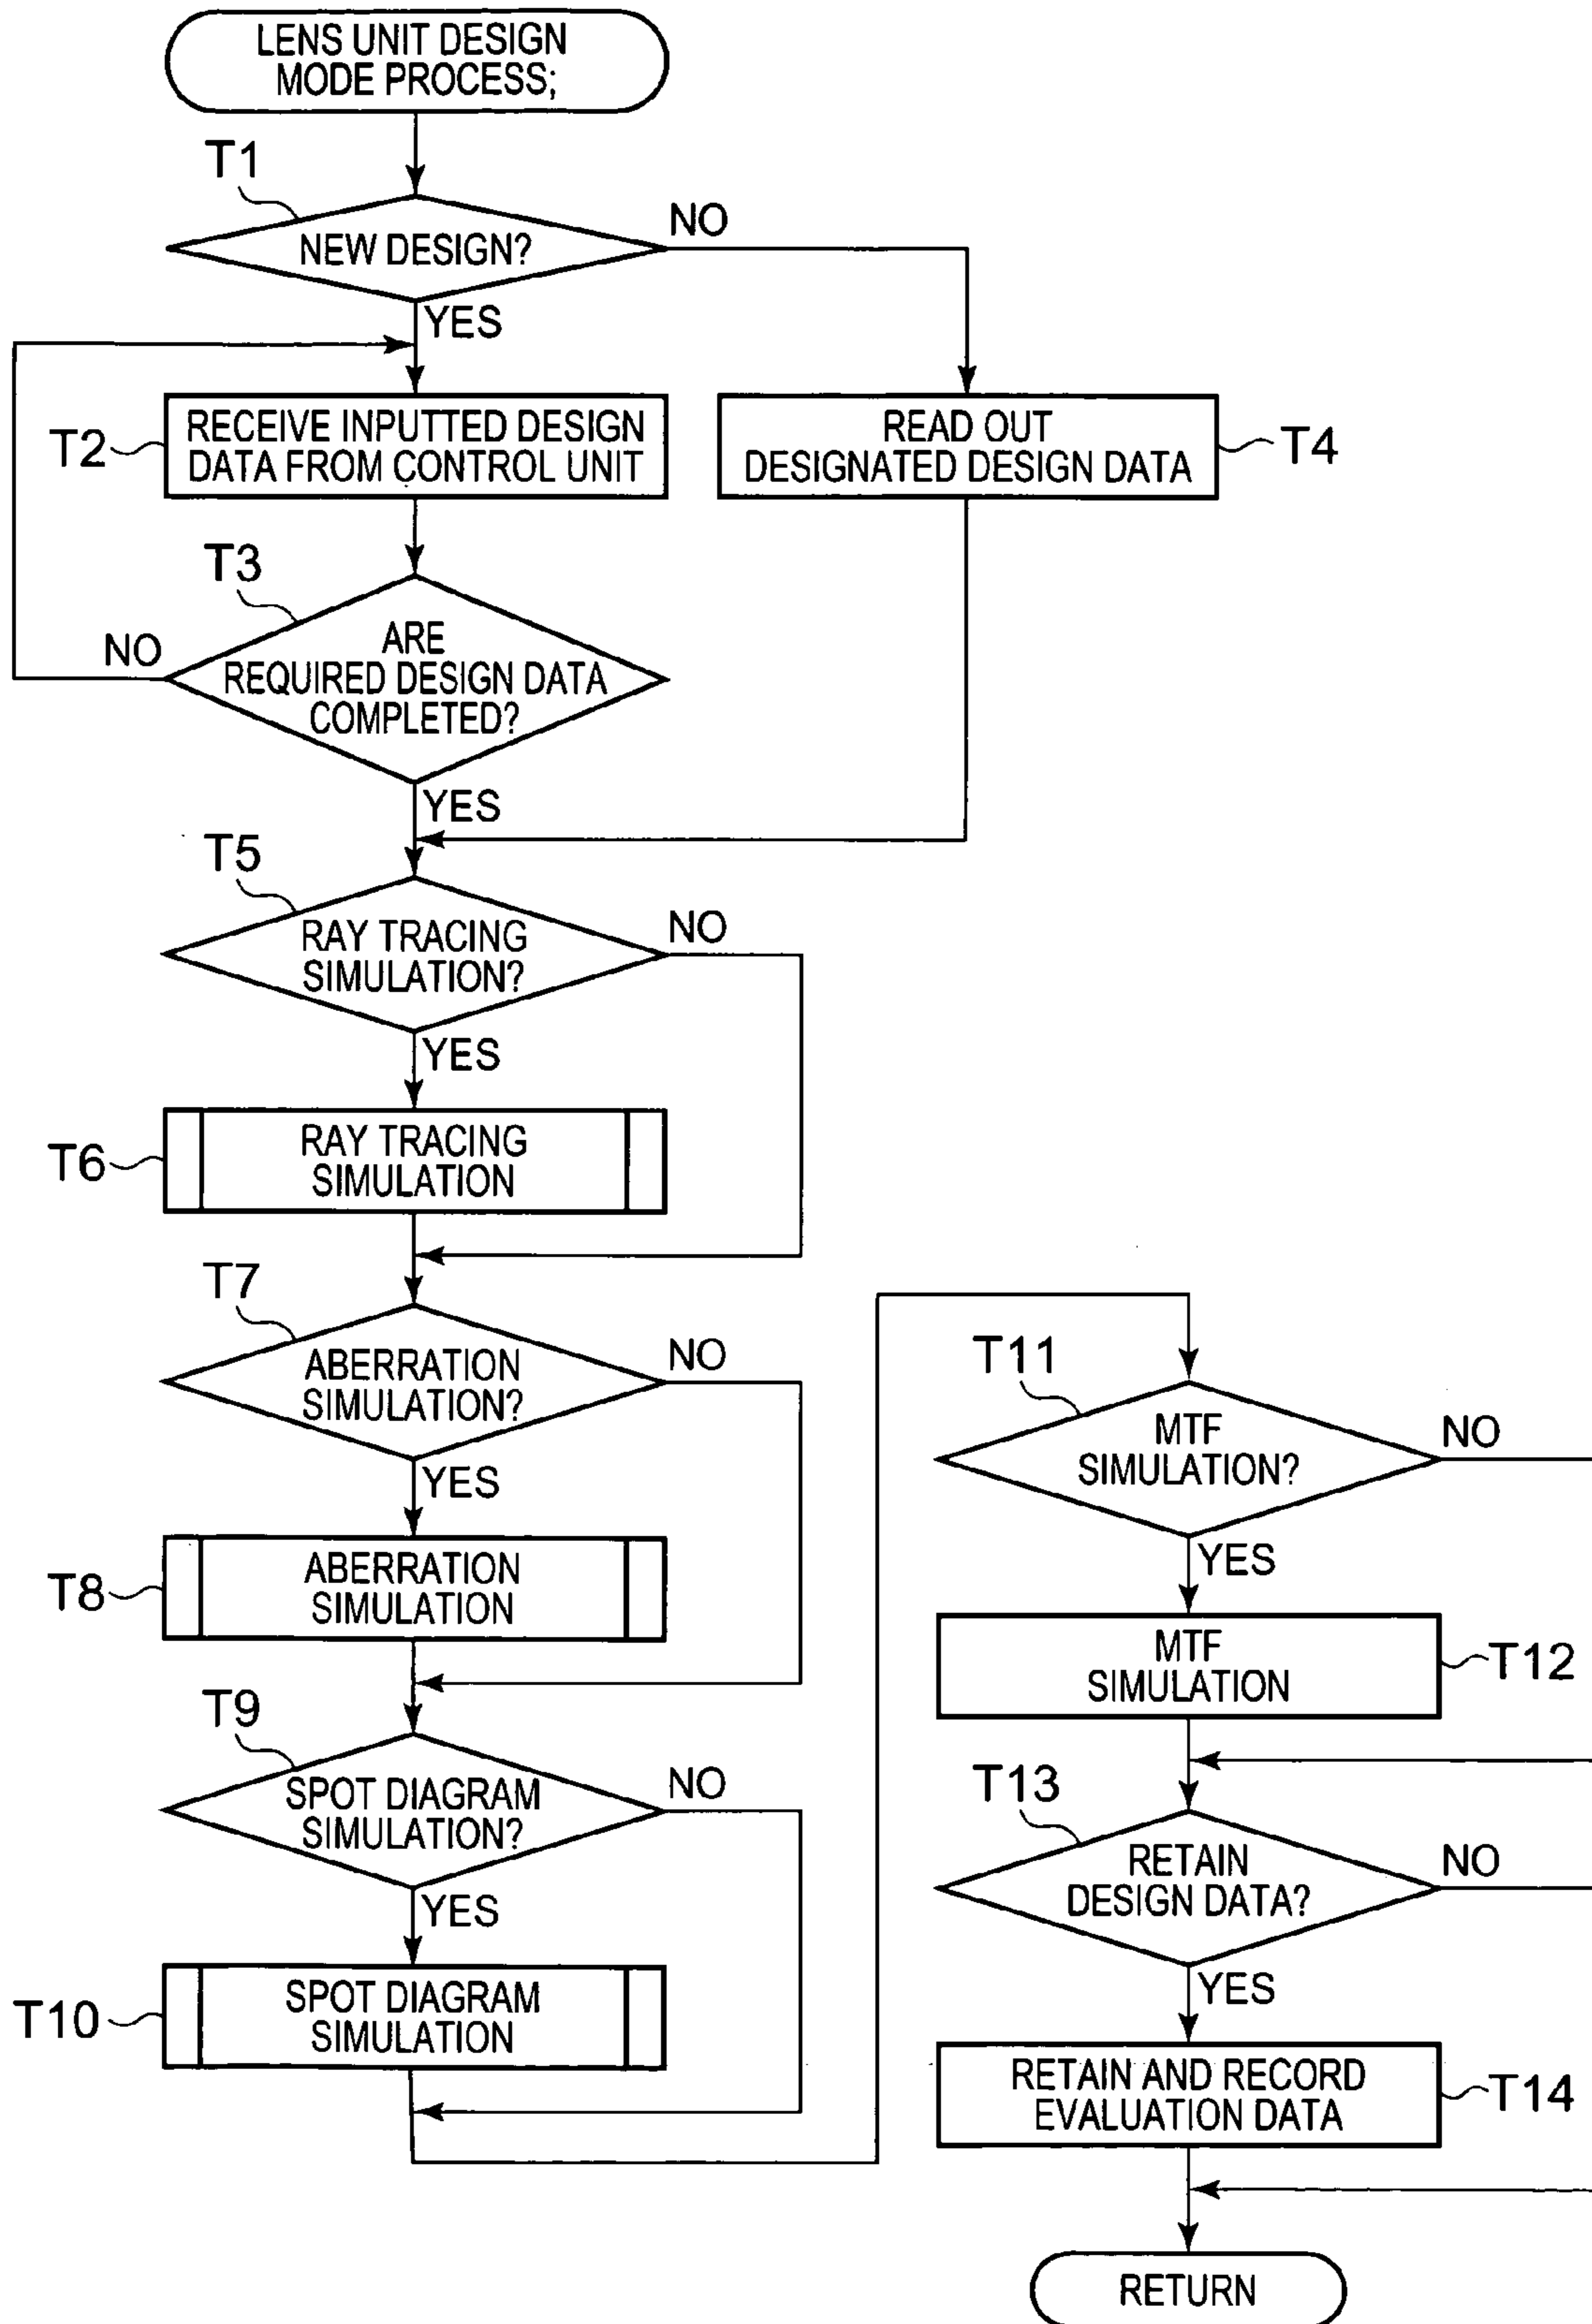 LENS UNIT DESIGN
MODE PROCESS;
T1
NEW DESIGN?
NO
YES
T2
RECEIVE INPUTTED DESIGN
DATA FROM CONTROL UNIT
READ OUT
DESIGNATED DESIGN DATA
T4
T3
NO
ARE
REQUIRED DESIGN DATA
COMPLETED?
YES
T5
RAY TRACING
SIMULATION?
NO
YES
T6
RAY TRACING
SIMULATION
T7
ABERRATION
SIMULATION?
NO
YES
T8
ABERRATION
SIMULATION
T9
SPOT DIAGRAM
SIMULATION?
NO
YES
T10
SPOT DIAGRAM
SIMULATION
T11
MTF
SIMULATION?
NO
YES
MTF
SIMULATION
T12
T13
RETAIN
DESIGN DATA?
NO
YES
RETAIN AND RECORD
EVALUATION DATA
T14
RETURN